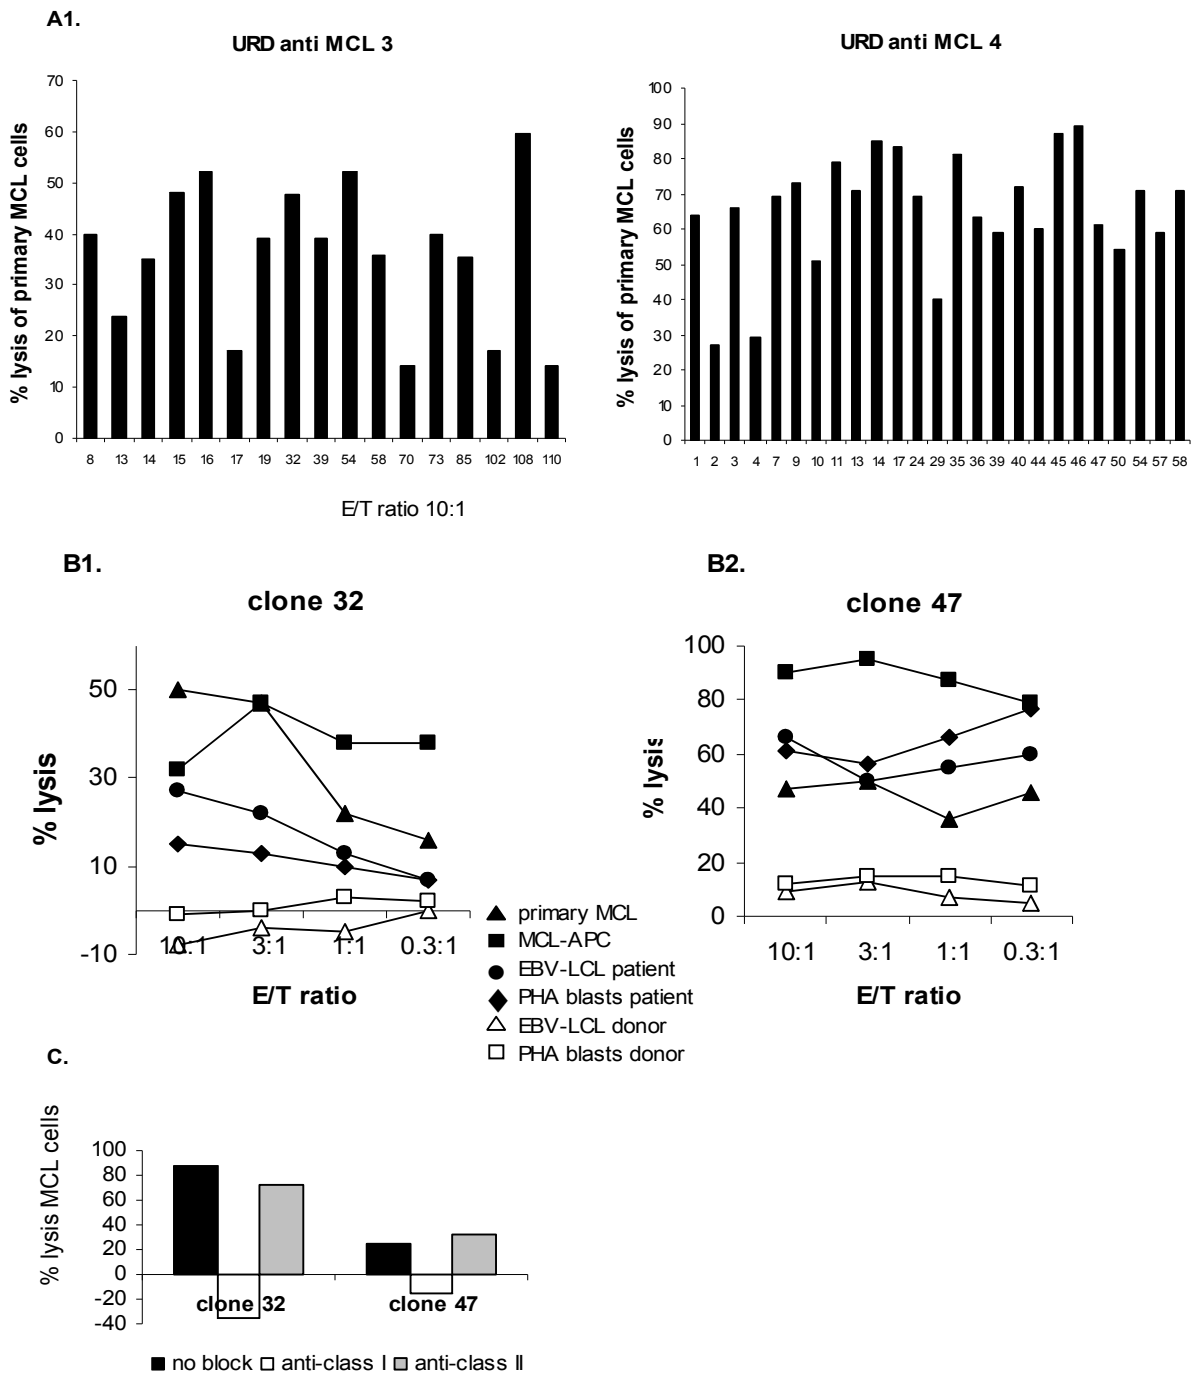 A1.
URD anti MCL 3
URD anti MCL 4
% lysis of primary MCL cells
70
60
50
40
30
20
10
0
8 13 14 15 16 17 19 32 39 54 58 70 73 85 102 108 110
E/T ratio 10:1
% lysis of primary MCL cells
100
90
80
70
60
50
40
30
20
10
0
1 2 3 4 7 9 10 11 13 14 17 24 29 35 36 39 40 44 45 46 47 50 54 57 58
B1.
clone 32
% lysis
50
30
10
-10
10:1 3:1 1:1 0.3:1
E/T ratio
primary MCL
MCL-APC
EBV-LCL patient
PHA blasts patient
EBV-LCL donor
PHA blasts donor
B2.
clone 47
% lysis
100
80
60
40
20
0
10:1 3:1 1:1 0.3:1
E/T ratio
C.
% lysis MCL cells
100
80
60
40
20
0
-20
-40
clone 32 clone 47
no block anti-class I anti-class II